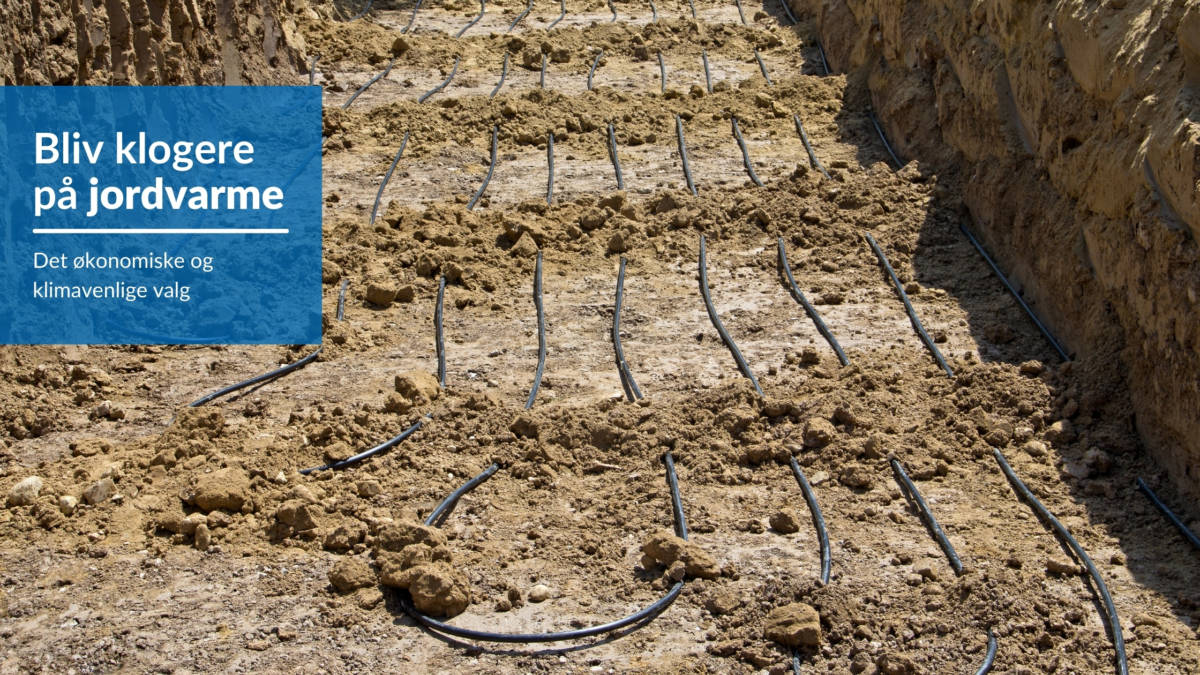 Bliv klogere
på jordvarme
Det økonomiske og
klimavenlige valg